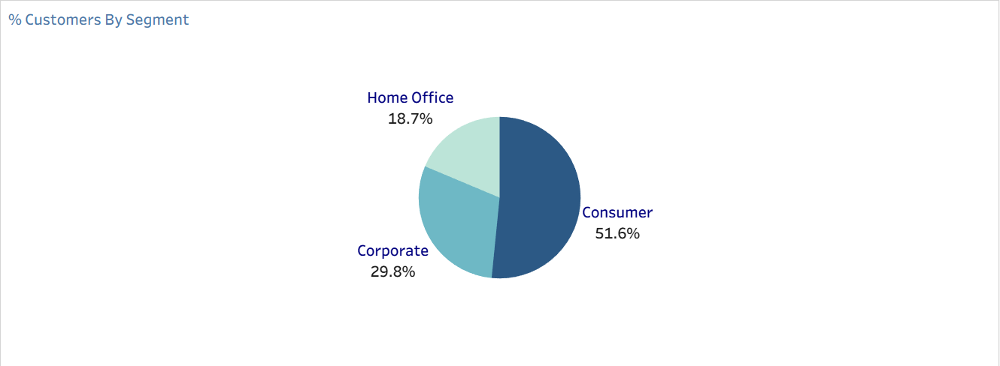 % Customers By Segment
Home Office
18.7%
Consumer
51.6%
Corporate
29.8%